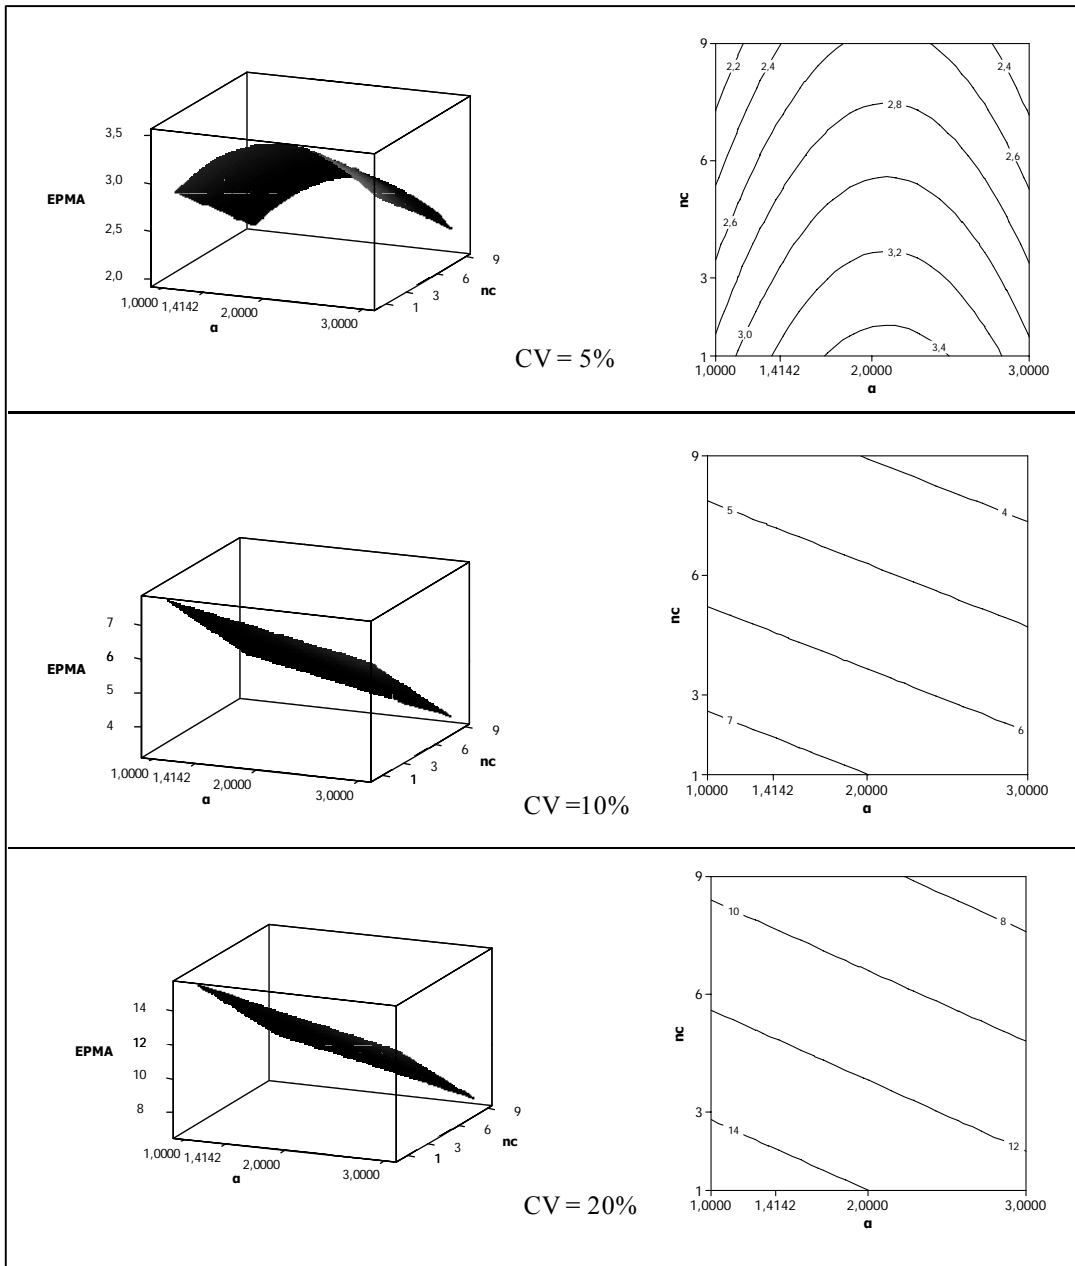 3,5
3,0
EPMA
2,5
2,0
1,0000 1,4142 2,0000 3,0000
α
1 3 6 9
nc
CV = 5%
9
6
nc
3
1
2,2 2,4 2,4
2,8
2,6
2,6
3,2
3,0
3,4
1,0000 1,4142 2,0000 3,0000
α
7
6
EPMA
5
4
1,0000 1,4142 2,0000 3,0000
α
1 3 6 9
nc
CV =10%
9
6
nc
3
1
5 4
6
7
1,0000 1,4142 2,0000 3,0000
α
14
12
EPMA
10
8
1,0000 1,4142 2,0000 3,0000
α
1 3 6 9
nc
CV = 20%
9
6
nc
3
1
10 8
14 12
1,0000 1,4142 2,0000 3,0000
α